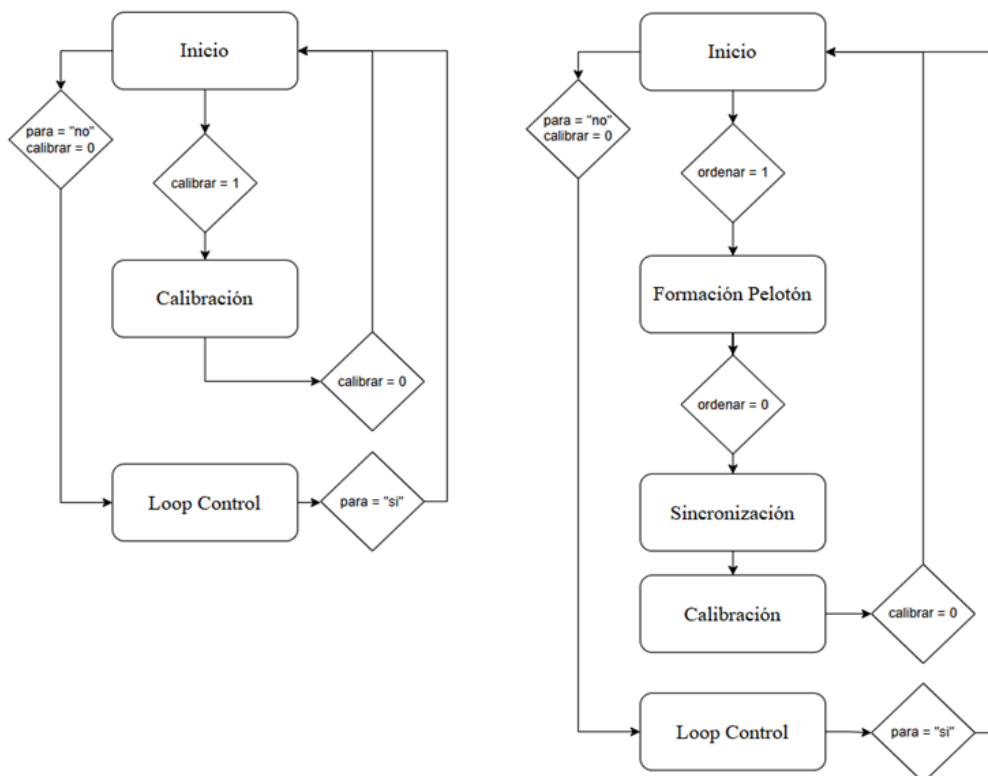 Inicio
para = "no"
calibrar = 0
calibrar = 1
Calibración
calibrar = 0
Loop Control
para = "si"
Inicio
para = "no"
calibrar = 0
ordenar = 1
Formación Pelotón
ordenar = 0
Sincronización
Calibración
calibrar = 0
Loop Control
para = "si"